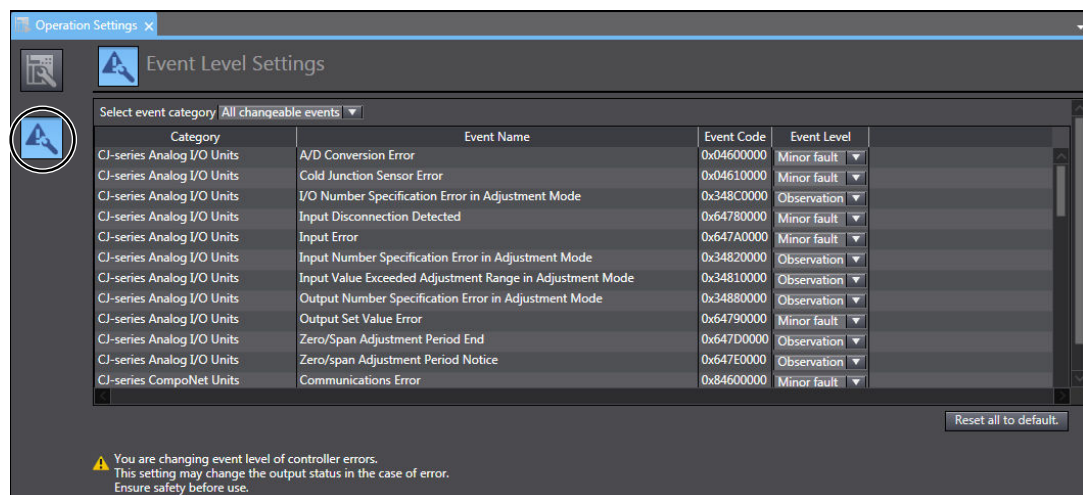 Operation Settings
Event Level Settings
Select event category All changeable events
Category Event Name Event Code Event Level
CJ-series Analog I/O Units A/D Conversion Error 0x04600000 Minor fault
CJ-series Analog I/O Units Cold Junction Sensor Error 0x04610000 Minor fault
CJ-series Analog I/O Units I/O Number Specification Error in Adjustment Mode 0x348C0000 Observation
CJ-series Analog I/O Units Input Disconnection Detected 0x64780000 Minor fault
CJ-series Analog I/O Units Input Error 0x647A0000 Minor fault
CJ-series Analog I/O Units Input Number Specification Error in Adjustment Mode 0x34820000 Observation
CJ-series Analog I/O Units Input Value Exceeded Adjustment Range in Adjustment Mode 0x34810000 Observation
CJ-series Analog I/O Units Output Number Specification Error in Adjustment Mode 0x34880000 Observation
CJ-series Analog I/O Units Output Set Value Error 0x64790000 Minor fault
CJ-series Analog I/O Units Zero/Span Adjustment Period End 0x647D0000 Observation
CJ-series Analog I/O Units Zero/span Adjustment Period Notice 0x647E0000 Observation
CJ-series CompoNet Units Communications Error 0x84600000 Minor fault
Reset all to default.
You are changing event level of controller errors.
This setting may change the output status in the case of error.
Ensure safety before use.